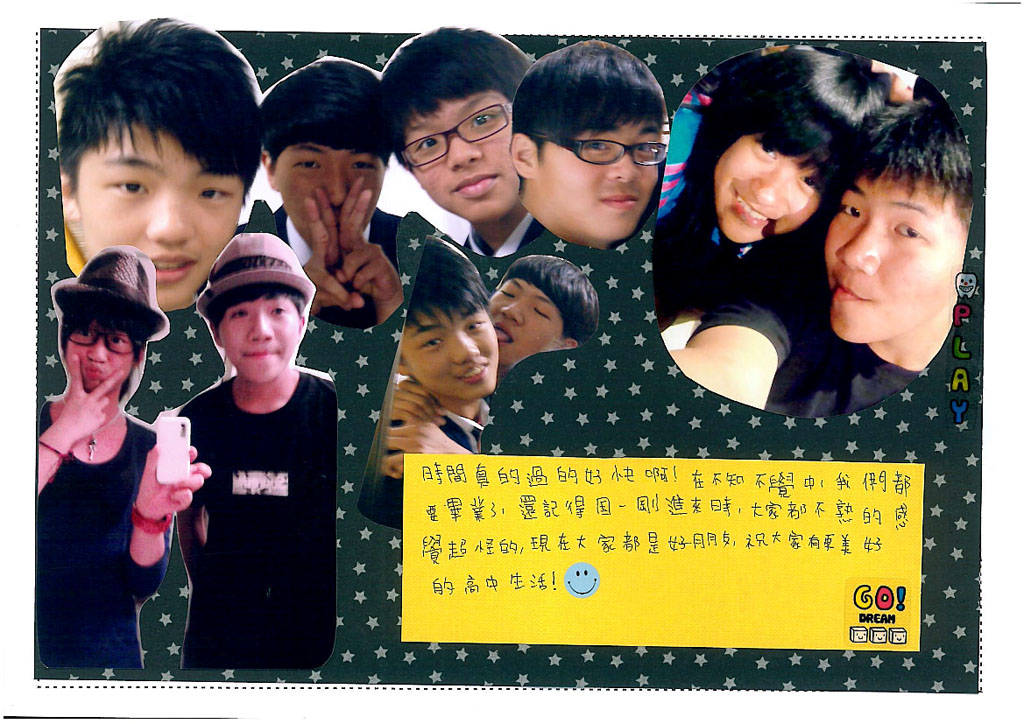 時間真的過的好快啊!在不知不覺中,我們都
要畢業了,還記得國一剛進來時,大家都不熟的感
覺超怪的,現在大家都是好朋友,祝大家有更美好
的高中生活!
PLAY
GO!
DREAM